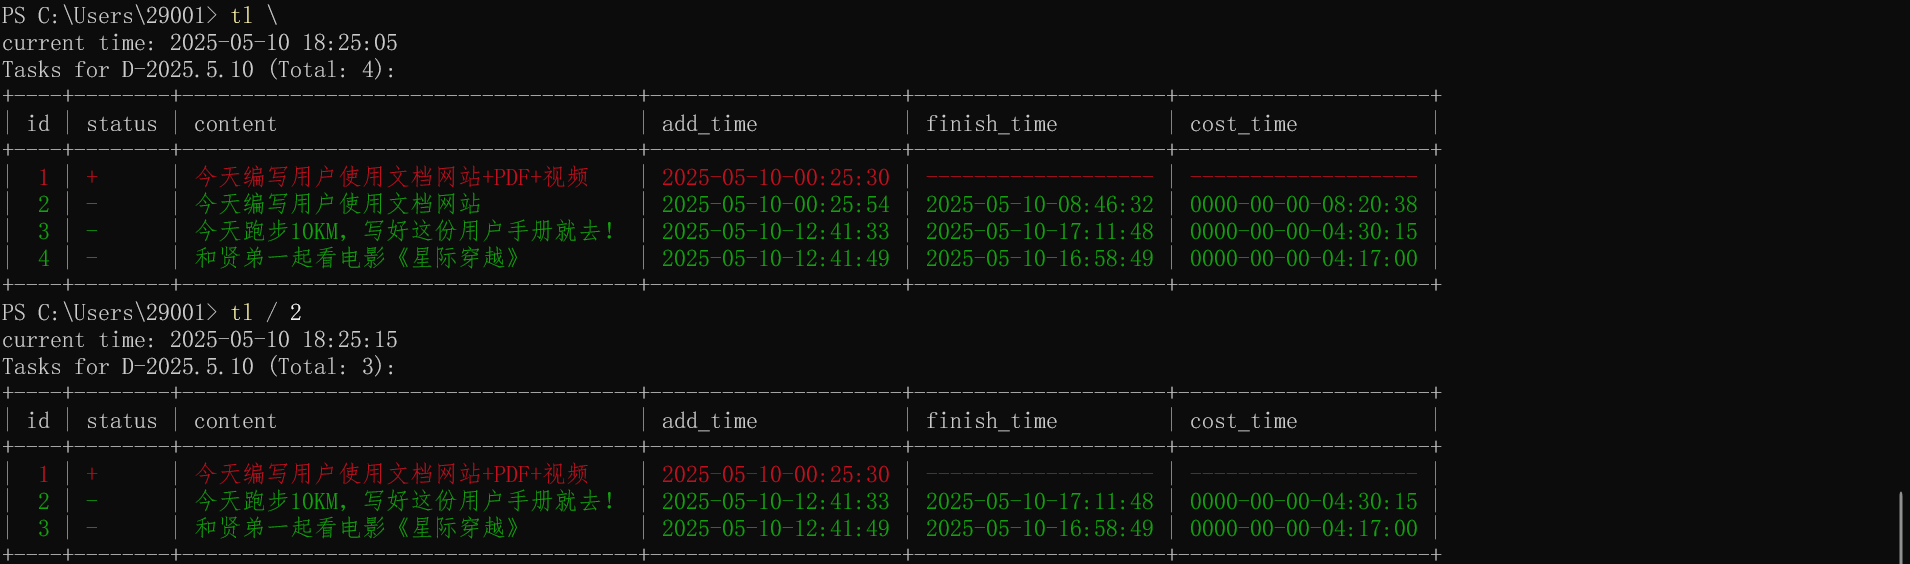 PS C:\Users\29001> tl \
current time: 2025-05-10 18:25:05
Tasks for D-2025.5.10 (Total: 4):
+----+--------+---------------------------------------+---------------------+---------------------+---------------------+
| id | status | content | add_time | finish_time | cost_time |
+----+--------+---------------------------------------+---------------------+---------------------+---------------------+
| 1 | + | 今天编写用户使用文档网站+PDF+视频 | 2025-05-10-00:25:30 | ------------------- | ------------------- |
| 2 | - | 今天编写用户使用文档网站 | 2025-05-10-00:25:54 | 2025-05-10-08:46:32 | 0000-00-00-08:20:38 |
| 3 | - | 今天跑步10KM，写好这份用户手册就去！ | 2025-05-10-12:41:33 | 2025-05-10-17:11:48 | 0000-00-00-04:30:15 |
| 4 | - | 和贤弟一起看电影《星际穿越》 | 2025-05-10-12:41:49 | 2025-05-10-16:58:49 | 0000-00-00-04:17:00 |
+----+--------+---------------------------------------+---------------------+---------------------+---------------------+
PS C:\Users\29001> tl / 2
current time: 2025-05-10 18:25:15
Tasks for D-2025.5.10 (Total: 3):
+----+--------+---------------------------------------+---------------------+---------------------+---------------------+
| id | status | content | add_time | finish_time | cost_time |
+----+--------+---------------------------------------+---------------------+---------------------+---------------------+
| 1 | + | 今天编写用户使用文档网站+PDF+视频 | 2025-05-10-00:25:30 | ------------------- | ------------------- |
| 2 | - | 今天跑步10KM，写好这份用户手册就去！ | 2025-05-10-12:41:33 | 2025-05-10-17:11:48 | 0000-00-00-04:30:15 |
| 3 | - | 和贤弟一起看电影《星际穿越》 | 2025-05-10-12:41:49 | 2025-05-10-16:58:49 | 0000-00-00-04:17:00 |
+----+--------+---------------------------------------+---------------------+---------------------+---------------------+